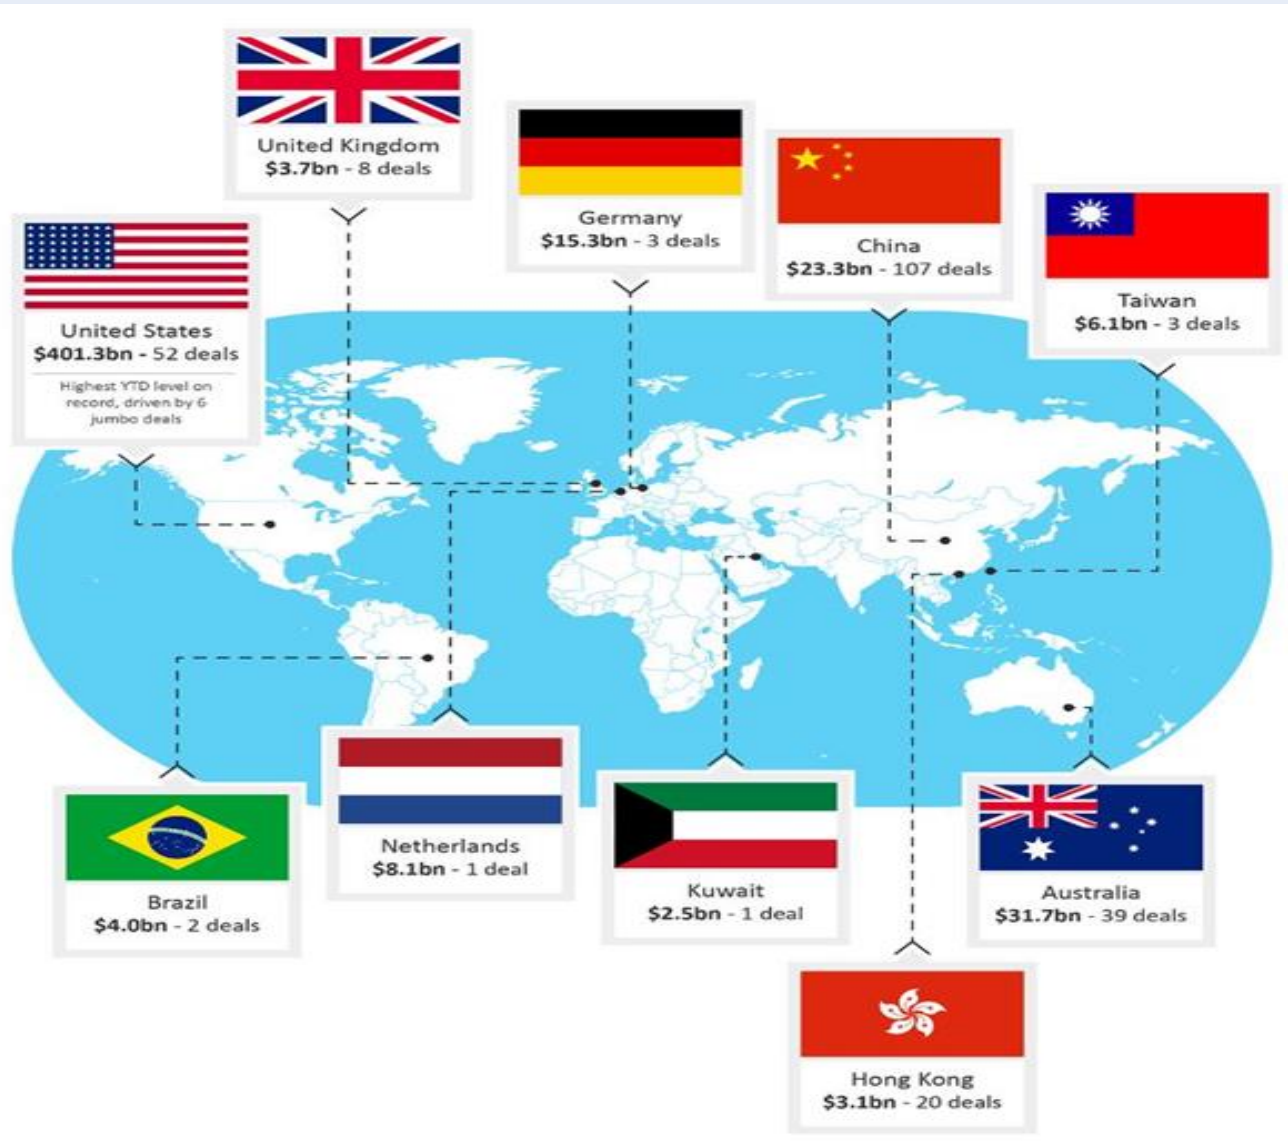 United Kingdom
$3.7bn - 8 deals
Germany
$15.3bn - 3 deals
China
$23.3bn - 107 deals
Taiwan
$6.1bn - 3 deals
United States
$401.3bn - 52 deals
Highest YTD level on
record, driven by 6
jumbo deals
Brazil
$4.0bn - 2 deals
Netherlands
$8.1bn - 1 deal
Kuwait
$2.5bn - 1 deal
Australia
$31.7bn - 39 deals
Hong Kong
$3.1bn - 20 deals